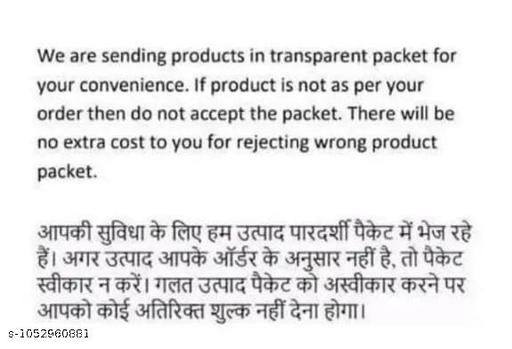 We are sending products in transparent packet for
your convenience. If product is not as per your
order then do not accept the packet. There will be
no extra cost to you for rejecting wrong product
packet.
आपकी सुविधा के लिए हम उत्पाद पारदर्शी पैकेट में भेज रहे
हैं। अगर उत्पाद आपके ऑर्डर के अनुसार नहीं है, तो पैकेट
स्वीकार न करें। गलत उत्पाद पैकेट को अस्वीकार करने पर
आपको कोई अतिरिक्त शुल्क नहीं देना होगा।
s-1052960881